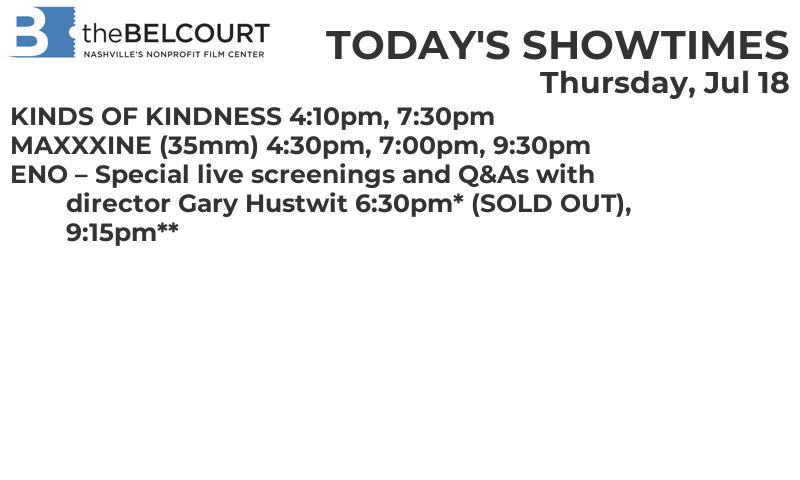 B theBELCOURT
NASHVILLE'S NONPROFIT FILM CENTER
TODAY'S SHOWTIMES
Thursday, Jul 18
KINDS OF KINDNESS 4:10pm, 7:30pm
MAXXXINE (35mm) 4:30pm, 7:00pm, 9:30pm
ENO – Special live screenings and Q&As with
director Gary Hustwit 6:30pm* (SOLD OUT),
9:15pm**